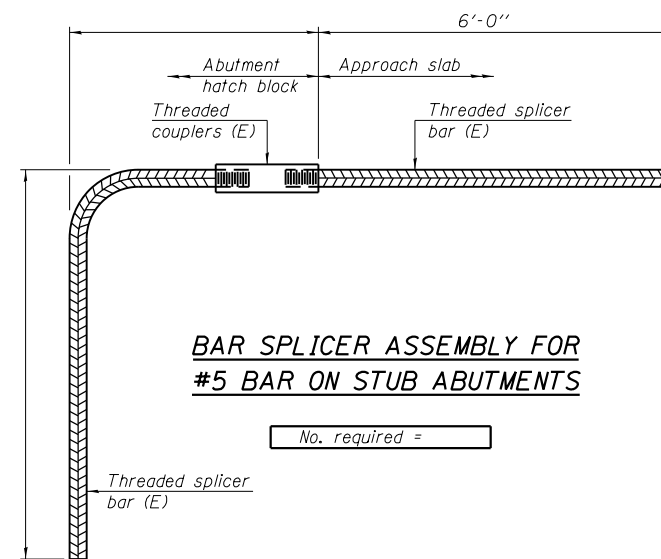 6'-0"
Abutment
hatch block
Approach slab
Threaded
couplers (E)
Threaded splicer
bar (E)
BAR SPLICER ASSEMBLY FOR
#5 BAR ON STUB ABUTMENTS
No. required =
Threaded splicer
bar (E)